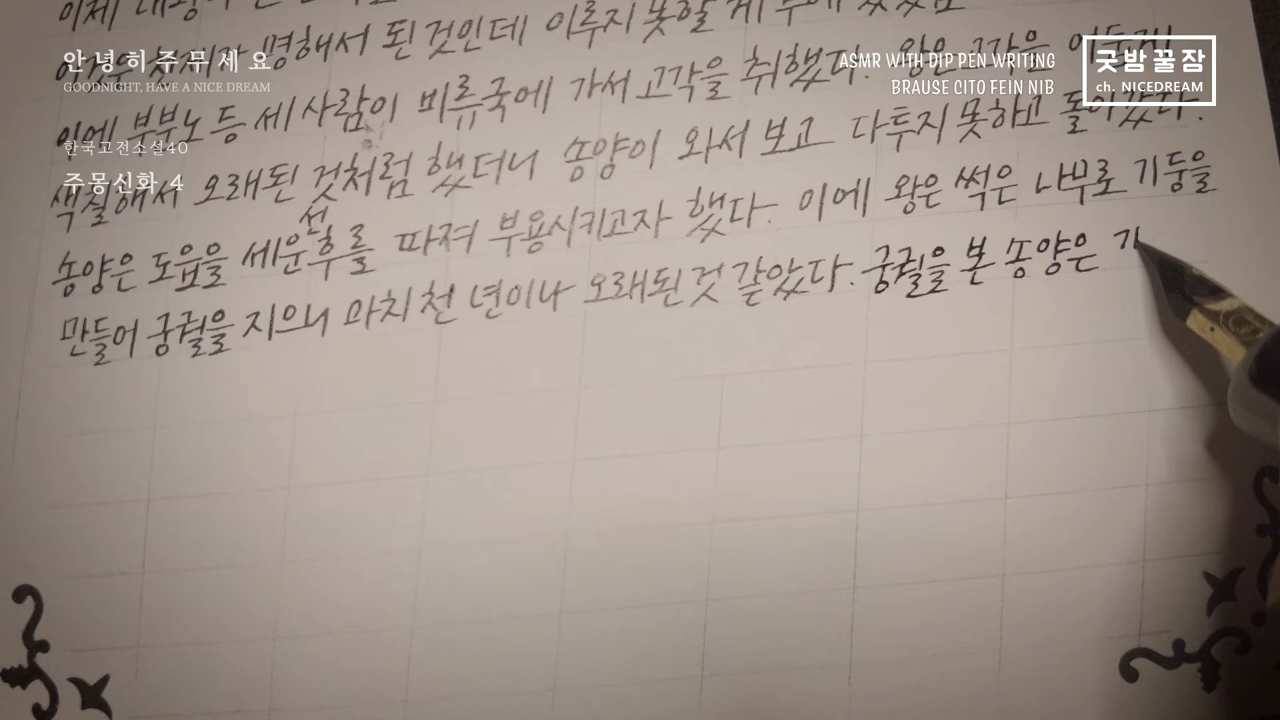 안녕히주무세요
GOODNIGHT, HAVE A NICE DREAM
한국고전소설40
주몽신화 4
ASMR WITH DIP PEN WRITING
BRAUSE CITO FEIN NIB
굿밤꿀잠
ch. NICEDREAM
이제
명해서 된 것인데 이루지 못할 게
이에 부분노 등 세 사람이 비류국에 가서 고각을 취했다. 왕은 고각은
색칠해서 오래된 것처럼 했더니 송양이 와서 보고 다투지 못하고 돌아갔다.
송양은 도읍을 세운 선후를 따져 부용시키고자 했다. 이에 왕은 썩은 나무로 기둥을
만들어 궁궐을 지으니 마치 천 년이나 오래된 것 같았다. 궁궐을 본 송양은